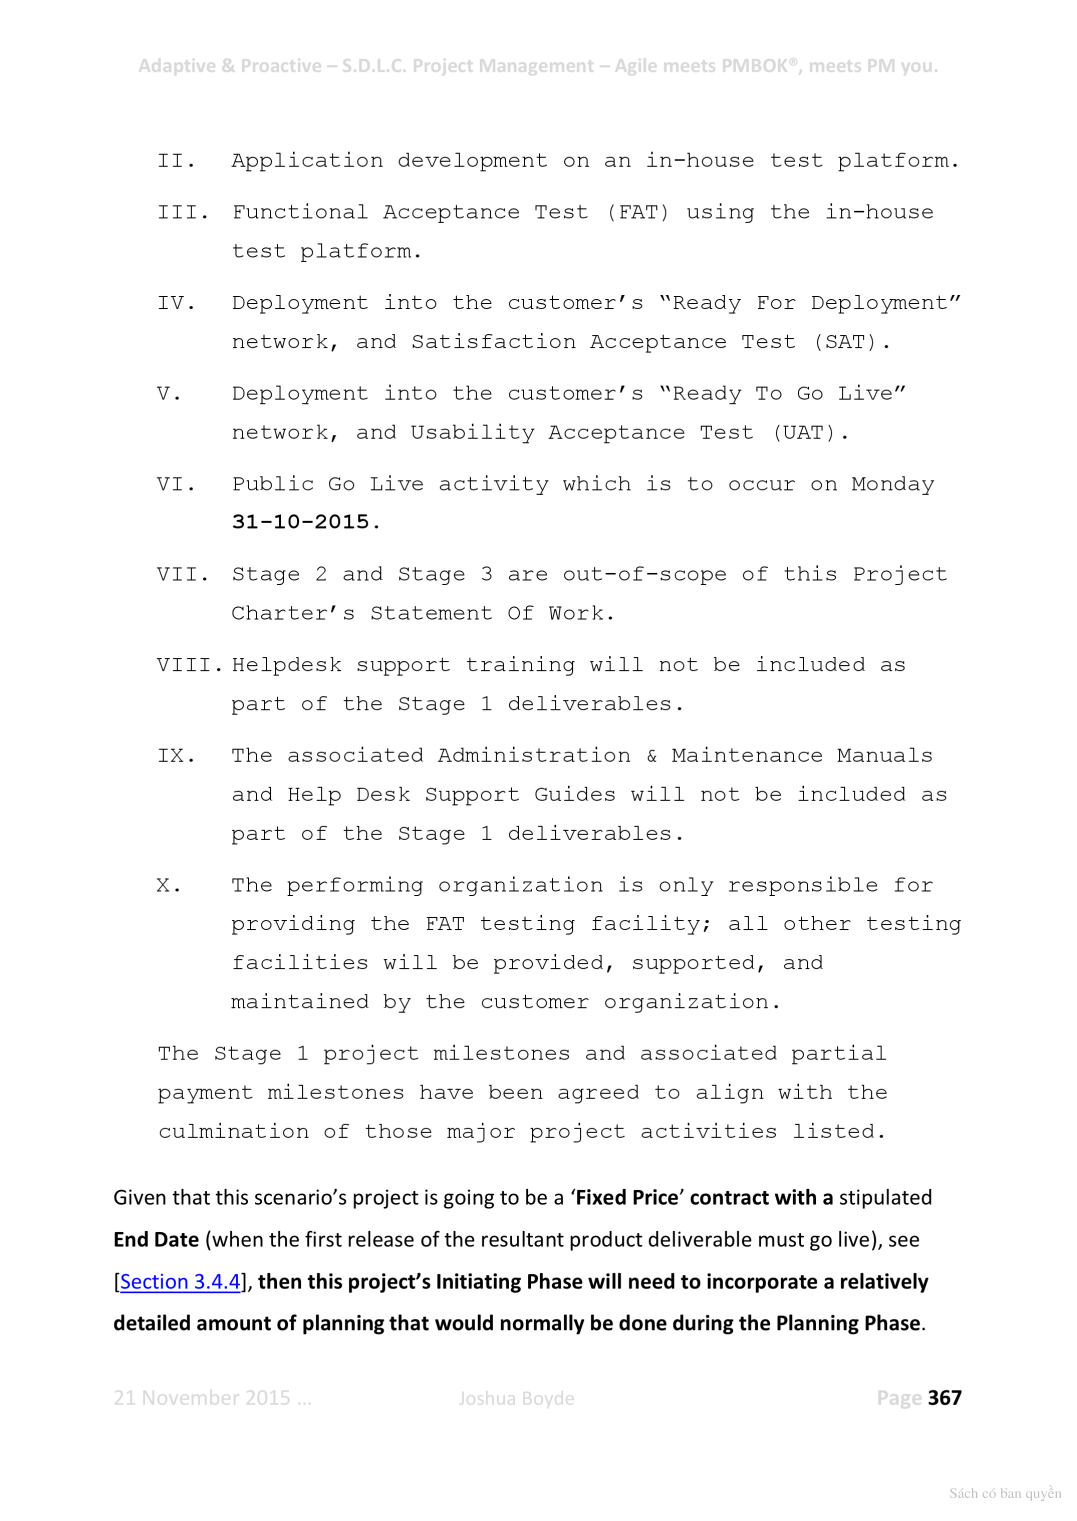 Adaptive & Proactive – S.D.L.C. Project Management – Agile meets PMBOK®, meets PM you.
II. Application development on an in-house test platform.
III. Functional Acceptance Test (FAT) using the in-house
test platform.
IV. Deployment into the customer’s “Ready For Deployment”
network, and Satisfaction Acceptance Test (SAT).
V. Deployment into the customer’s “Ready To Go Live”
network, and Usability Acceptance Test (UAT).
VI. Public Go Live activity which is to occur on Monday
31-10-2015.
VII. Stage 2 and Stage 3 are out-of-scope of this Project
Charter’s Statement Of Work.
VIII. Helpdesk support training will not be included as
part of the Stage 1 deliverables.
IX. The associated Administration & Maintenance Manuals
and Help Desk Support Guides will not be included as
part of the Stage 1 deliverables.
X. The performing organization is only responsible for
providing the FAT testing facility; all other testing
facilities will be provided, supported, and
maintained by the customer organization.
The Stage 1 project milestones and associated partial
payment milestones have been agreed to align with the
culmination of those major project activities listed.
Given that this scenario’s project is going to be a ‘Fixed Price’ contract with a stipulated
End Date (when the first release of the resultant product deliverable must go live), see
[Section 3.4.4], then this project’s Initiating Phase will need to incorporate a relatively
detailed amount of planning that would normally be done during the Planning Phase.
21 November 2015 … Joshua Boyde Page 367
Sách có bản quyền